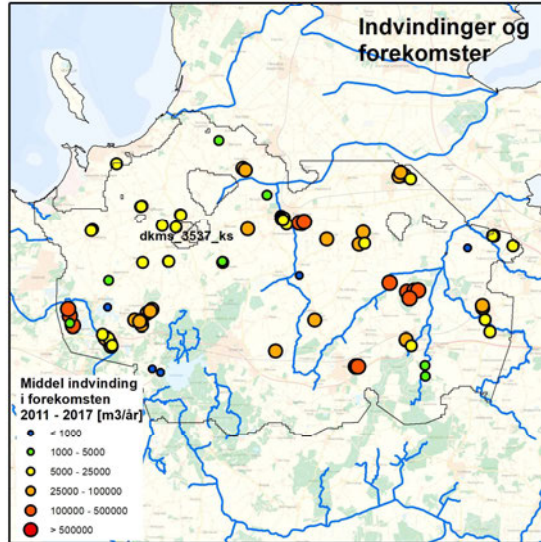 Indvindinger og
forekomster
dkms_3537_ks
Middel indvinding
i forekomsten
2011 - 2017 [m3/år]
< 1000
1000 - 5000
5000 - 25000
25000 - 100000
100000 - 500000
> 500000